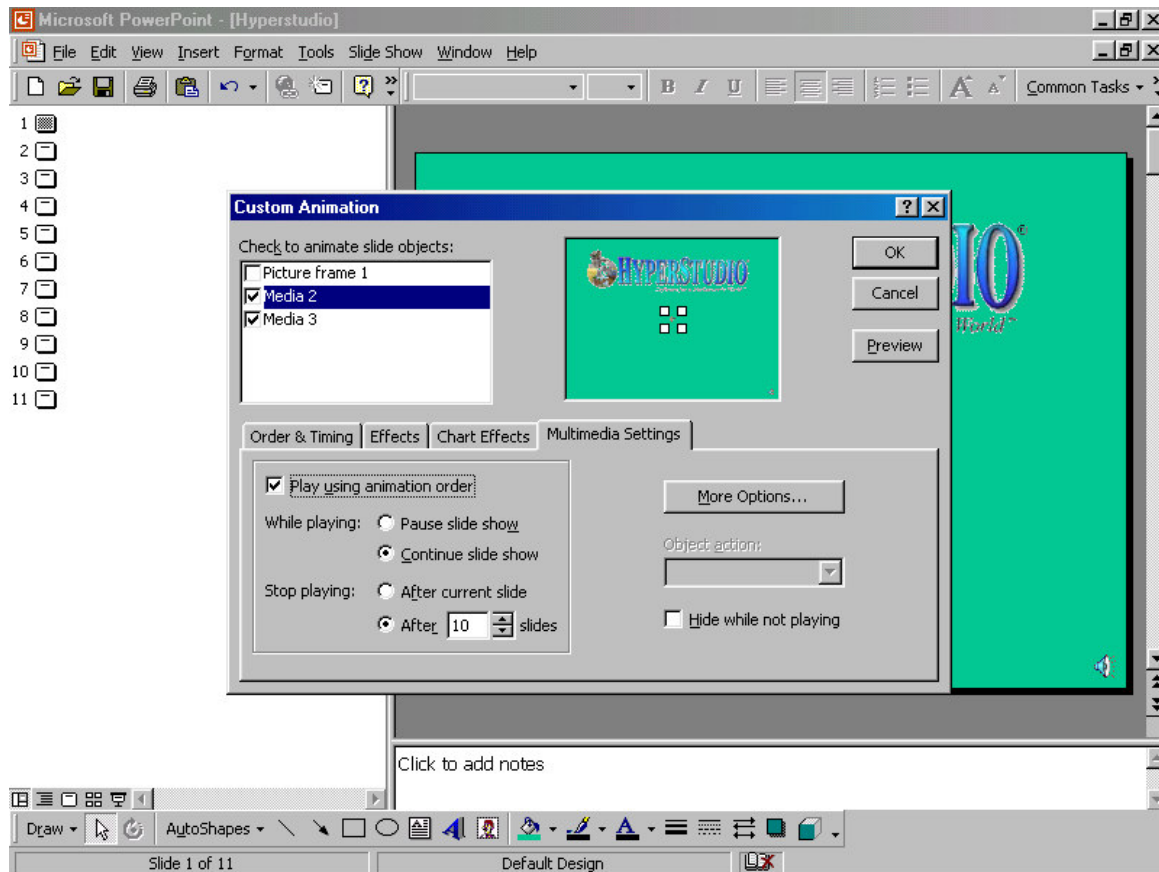 Microsoft PowerPoint - [Hyperstudio]
File Edit View Insert Format Tools Slide Show Window Help
B I U A A Common Tasks
1
2
3
4
5
6
7
8
9
10
11
Custom Animation
Check to animate slide objects:
Picture frame 1
Media 2
Media 3
HYPERSTUDIO
OK
Cancel
Preview
IO®
World™
Order & Timing Effects Chart Effects Multimedia Settings
Play using animation order
More Options...
While playing: Pause slide show
Continue slide show
Object action:
Stop playing: After current slide
After 10 slides
Hide while not playing
Click to add notes
Draw AutoShapes A A
Slide 1 of 11 Default Design